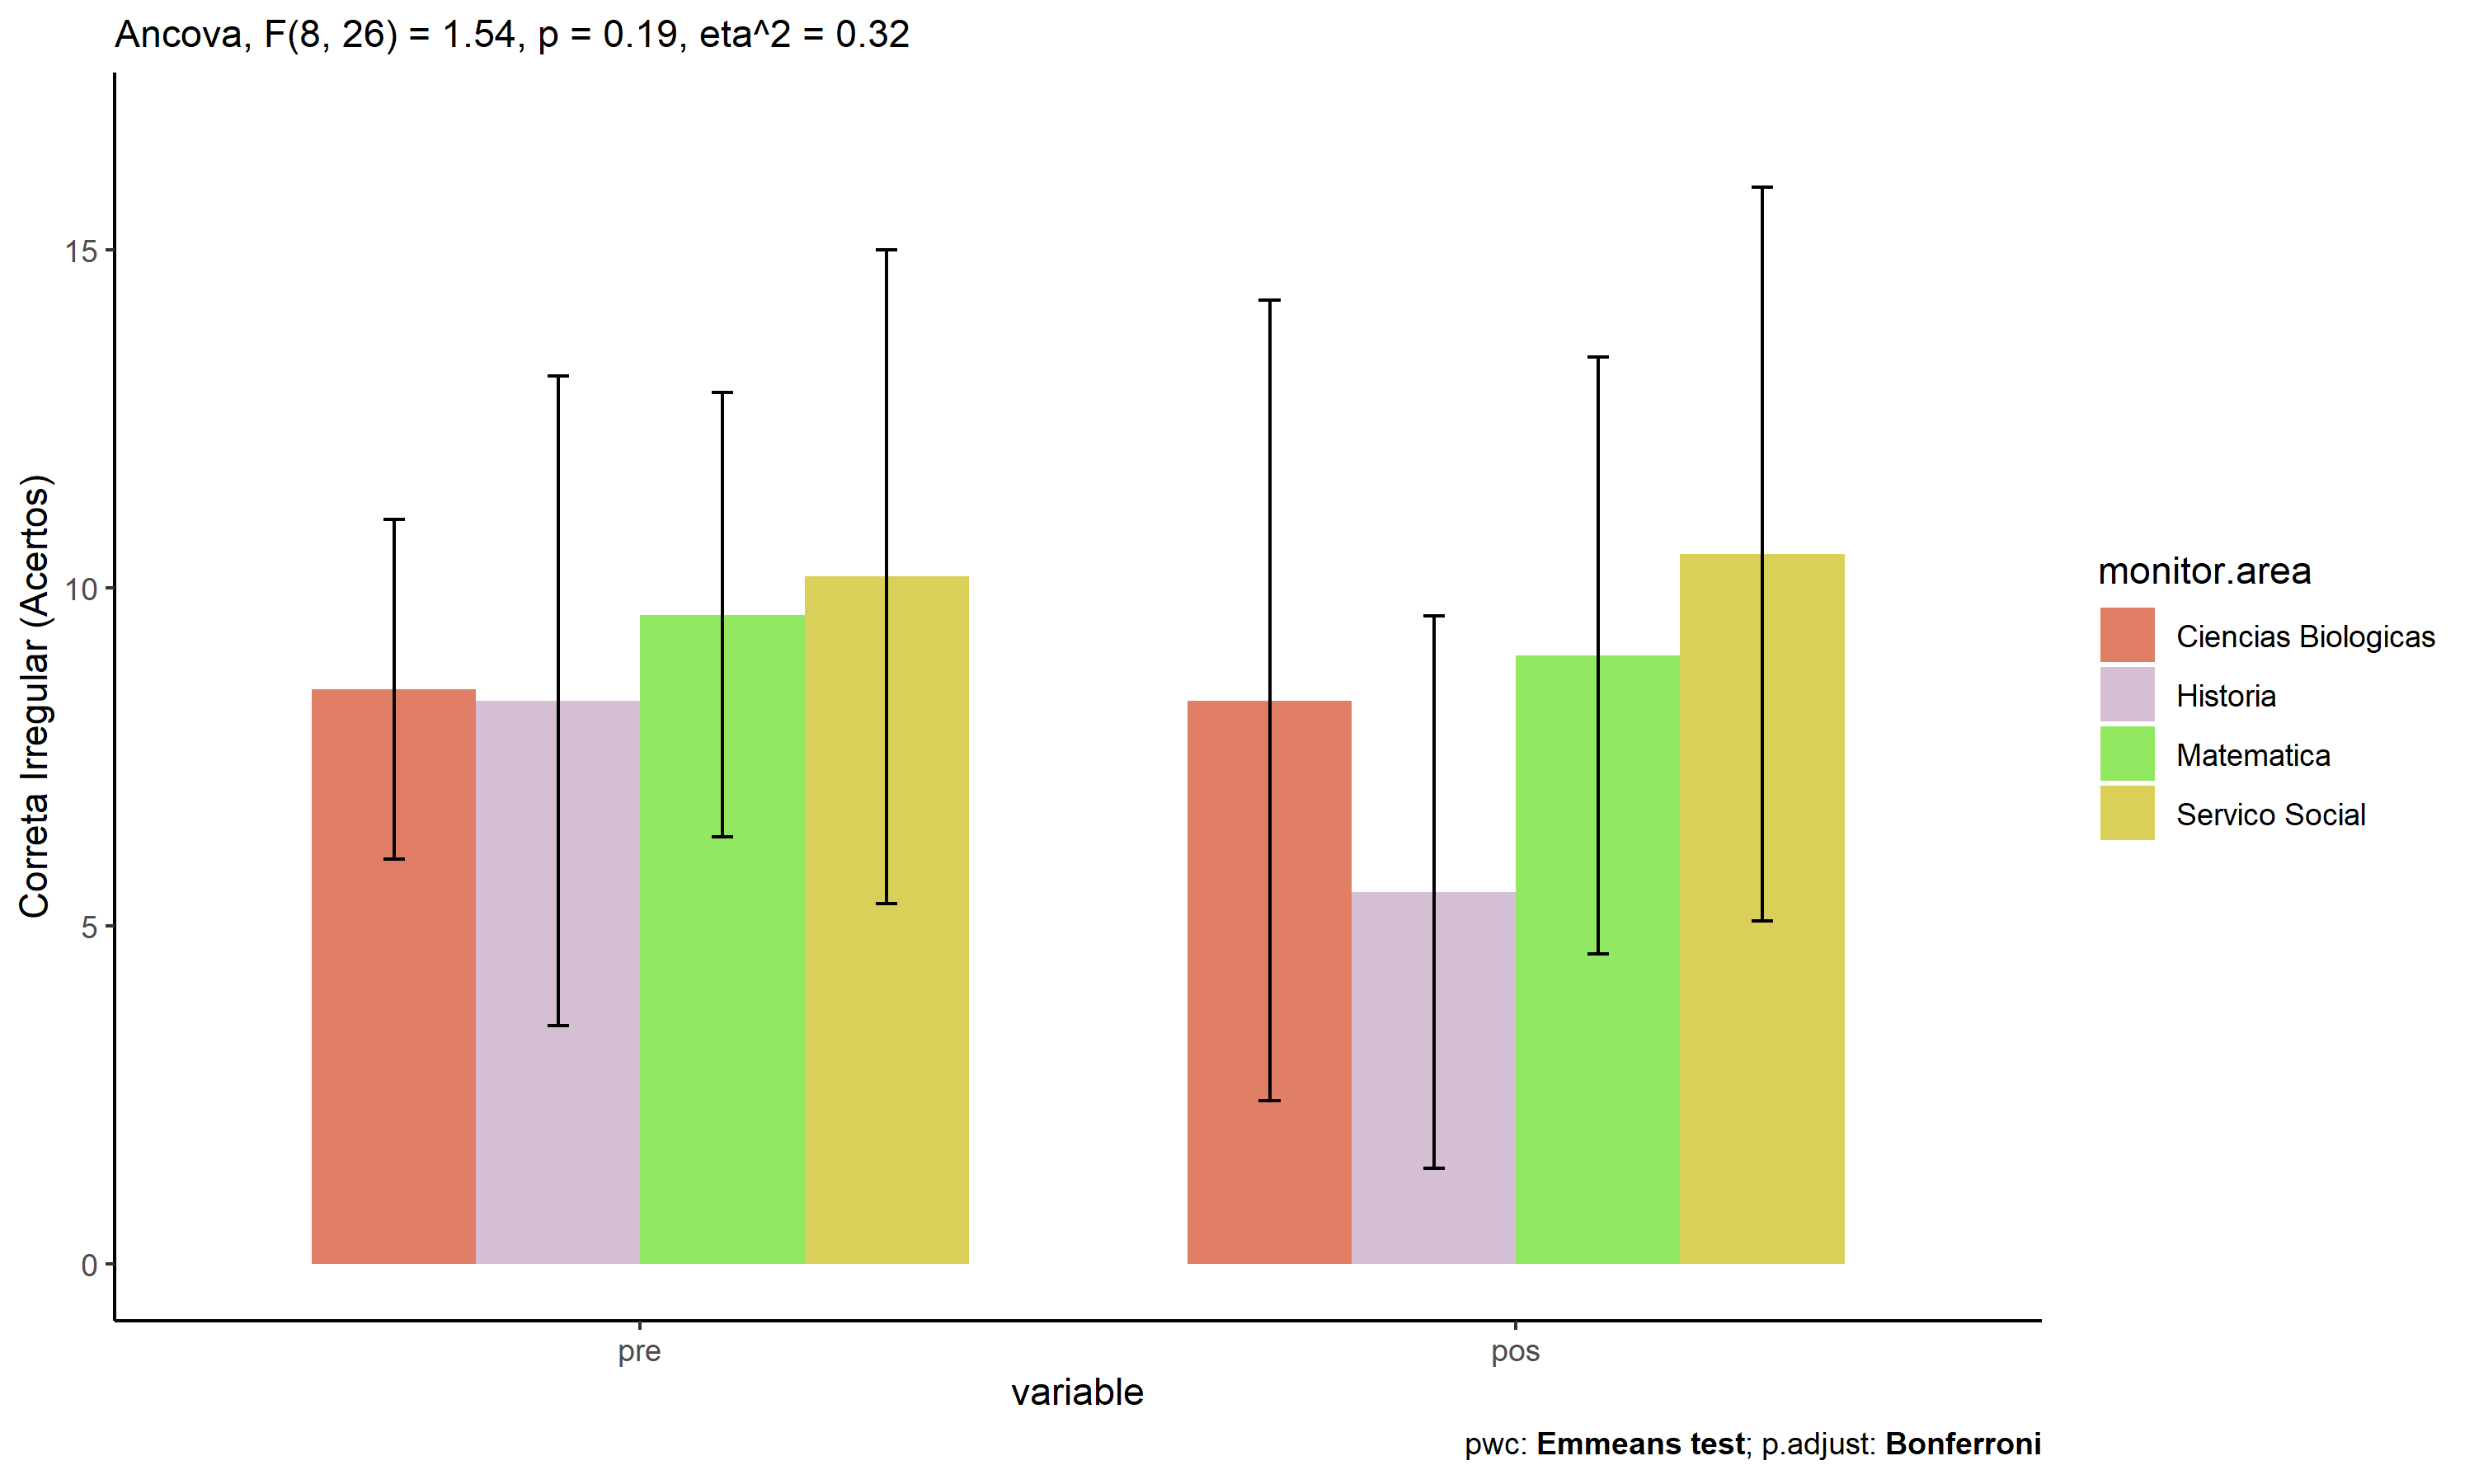 Ancova, F(8, 26) = 1.54, p = 0.19, eta^2 = 0.32
Correta Irregular (Acertos)
15
10
5
0
pre
pos
variable
monitor.area
Ciencias Biologicas
Historia
Matematica
Servico Social
pwc: Emmeans test; p.adjust: Bonferroni